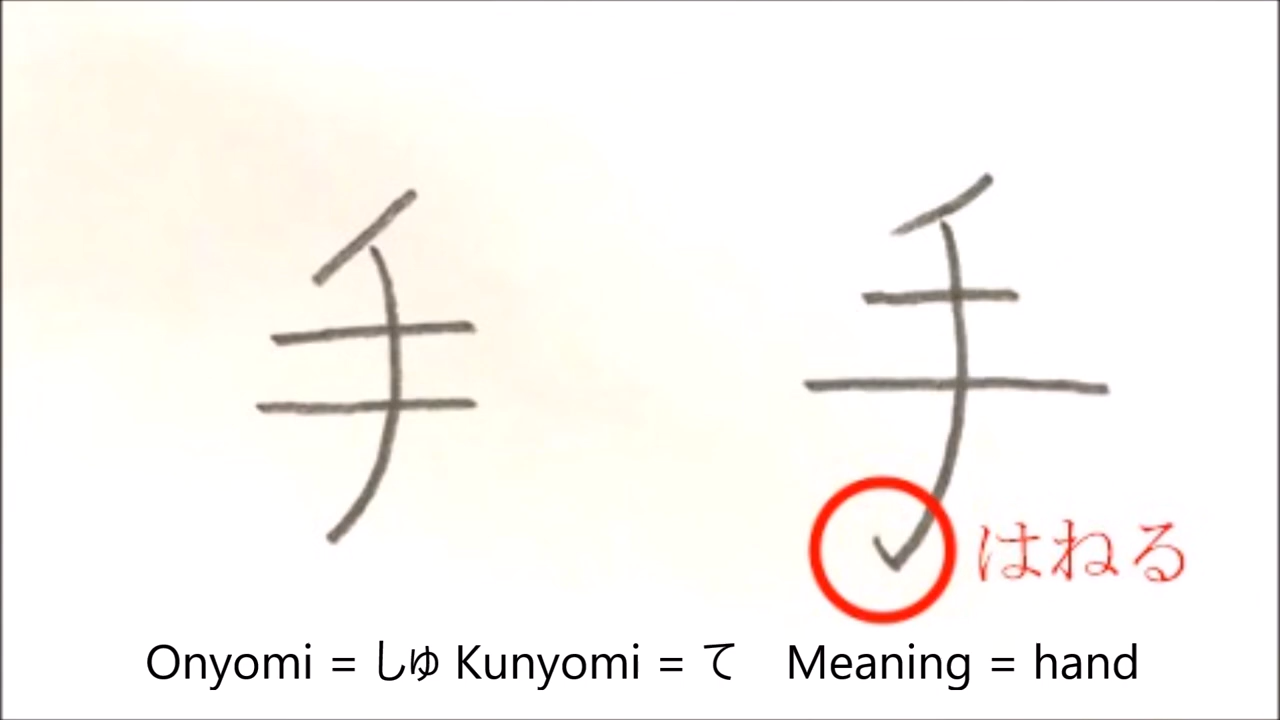 手 手
はねる
Onyomi = しゅ Kunyomi = て Meaning = hand